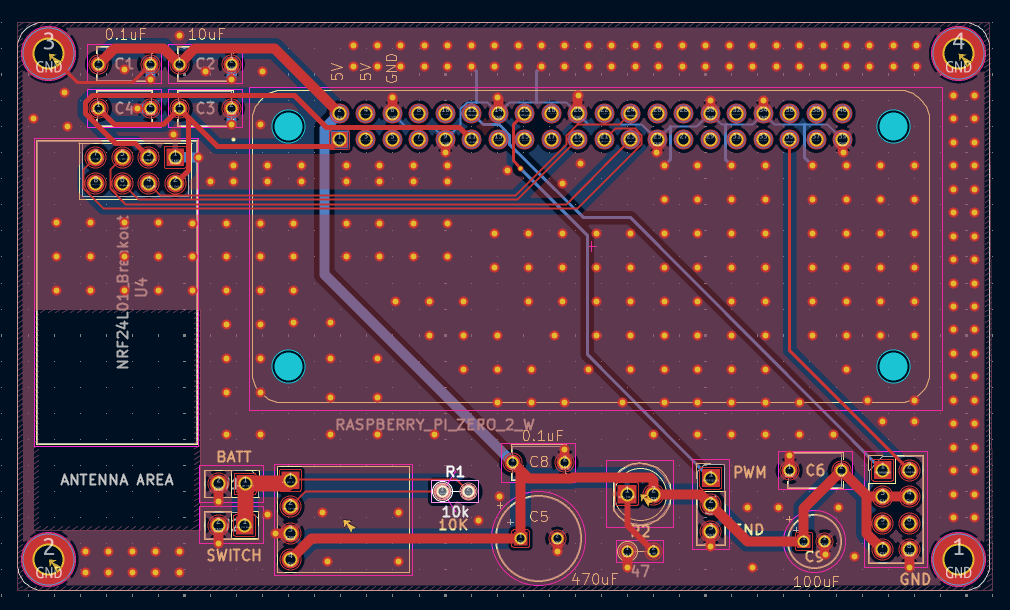 0.1uF
10uF
3
GND
C1
C2
C4
C3
5V
5V
GND
4
GND
NRF24L01_Breakout
U4
RASPBERRY_PI_ZERO_2_W
ANTENNA AREA
BATT
SWITCH
R1
10k
10K
0.1uF
C8
C5
470uF
47
PWM
C6
C9
100uF
GND
2
GND
1
GND